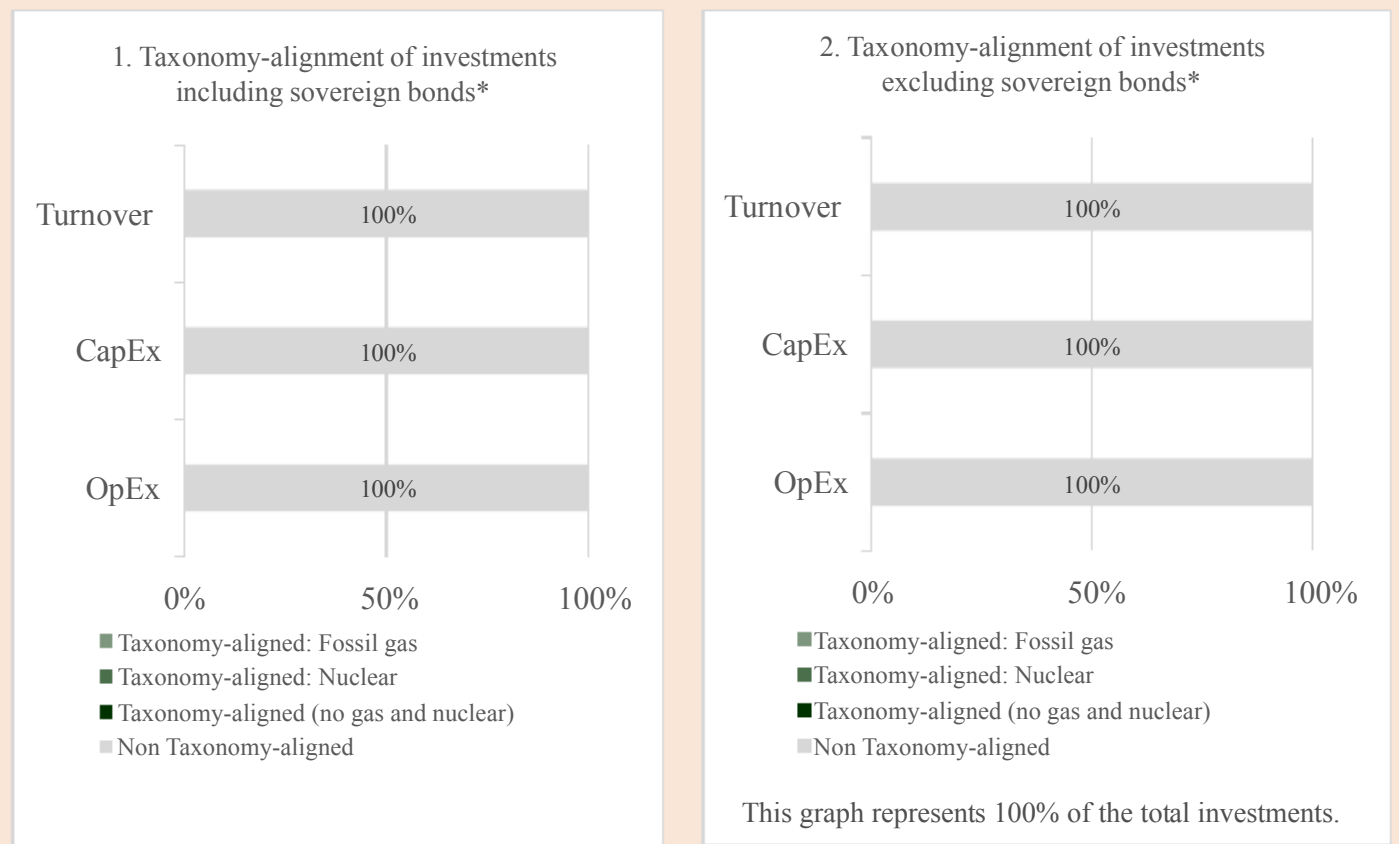 1. Taxonomy-alignment of investments
including sovereign bonds*
Turnover
100%
CapEx
100%
OpEx
100%
0% 50% 100%
Taxonomy-aligned: Fossil gas
Taxonomy-aligned: Nuclear
Taxonomy-aligned (no gas and nuclear)
Non Taxonomy-aligned
2. Taxonomy-alignment of investments
excluding sovereign bonds*
Turnover
100%
CapEx
100%
OpEx
100%
0% 50% 100%
Taxonomy-aligned: Fossil gas
Taxonomy-aligned: Nuclear
Taxonomy-aligned (no gas and nuclear)
Non Taxonomy-aligned
This graph represents 100% of the total investments.